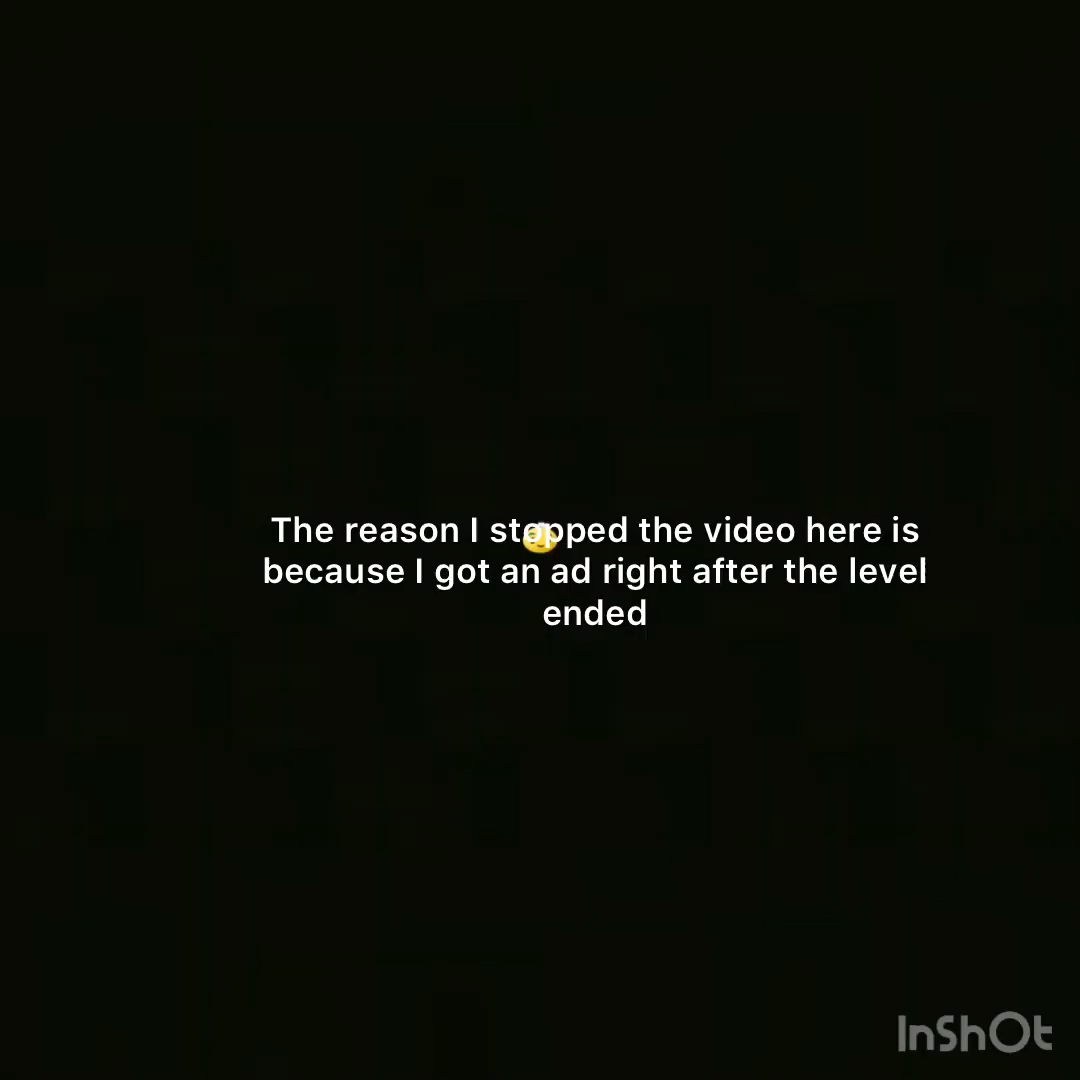 The reason I stopped the video here is
because I got an ad right after the level
ended
InShOt